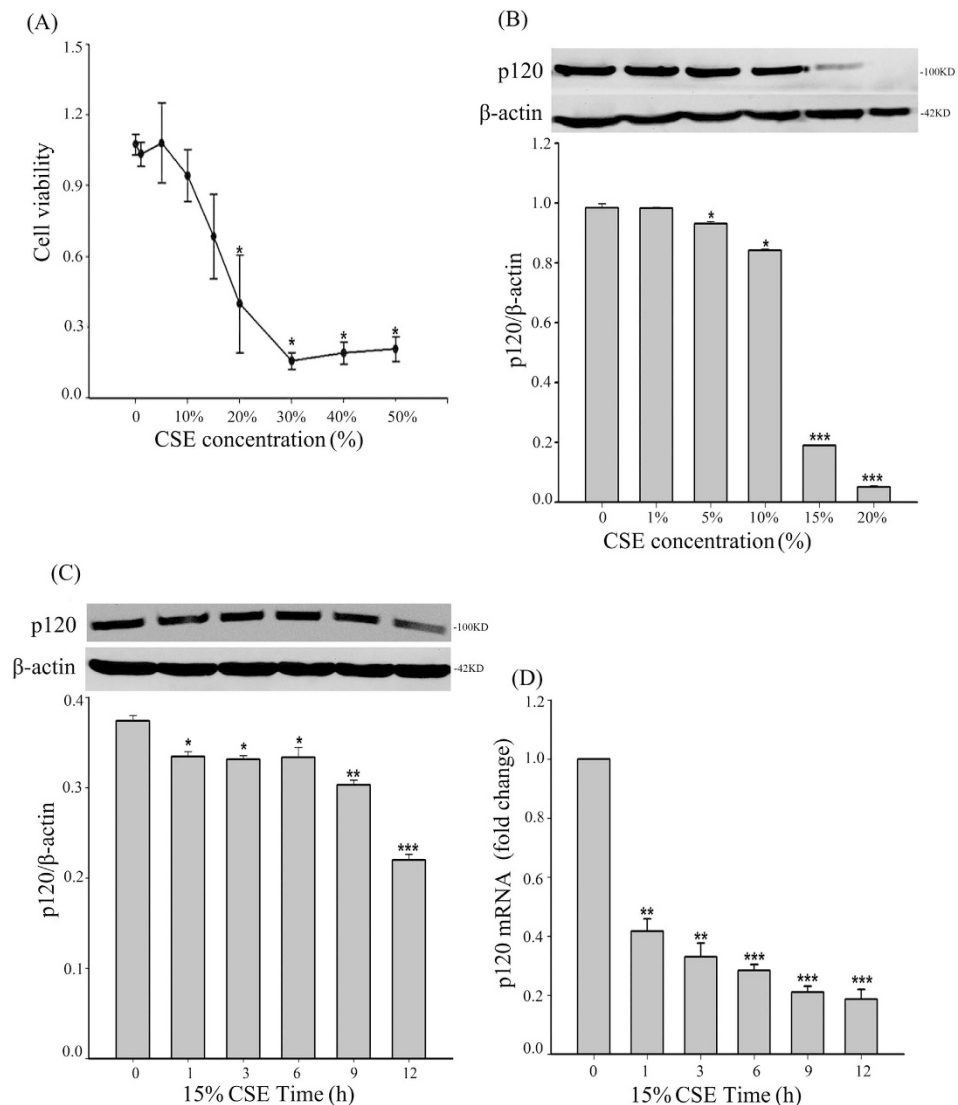 (A)
1.5
1.2
0.9
0.6
0.3
0.0
Cell viability
* * * *
0 10% 20% 30% 40% 50%
CSE concentration (%)
(B)
p120 -100KD
β-actin -42KD
1.2
1.0
0.8
0.6
0.4
0.2
0.0
p120/β-actin
* * *** ***
0 1% 5% 10% 15% 20%
CSE concentration (%)
(C)
p120 -100KD
β-actin -42KD
0.4
0.3
0.2
0.1
0.0
p120/β-actin
* * * ** ***
0 1 3 6 9 12
15% CSE Time (h)
(D)
1.2
1.0
0.8
0.6
0.4
0.2
0.0
p120 mRNA (fold change)
** ** *** *** ***
0 1 3 6 9 12
15% CSE Time (h)